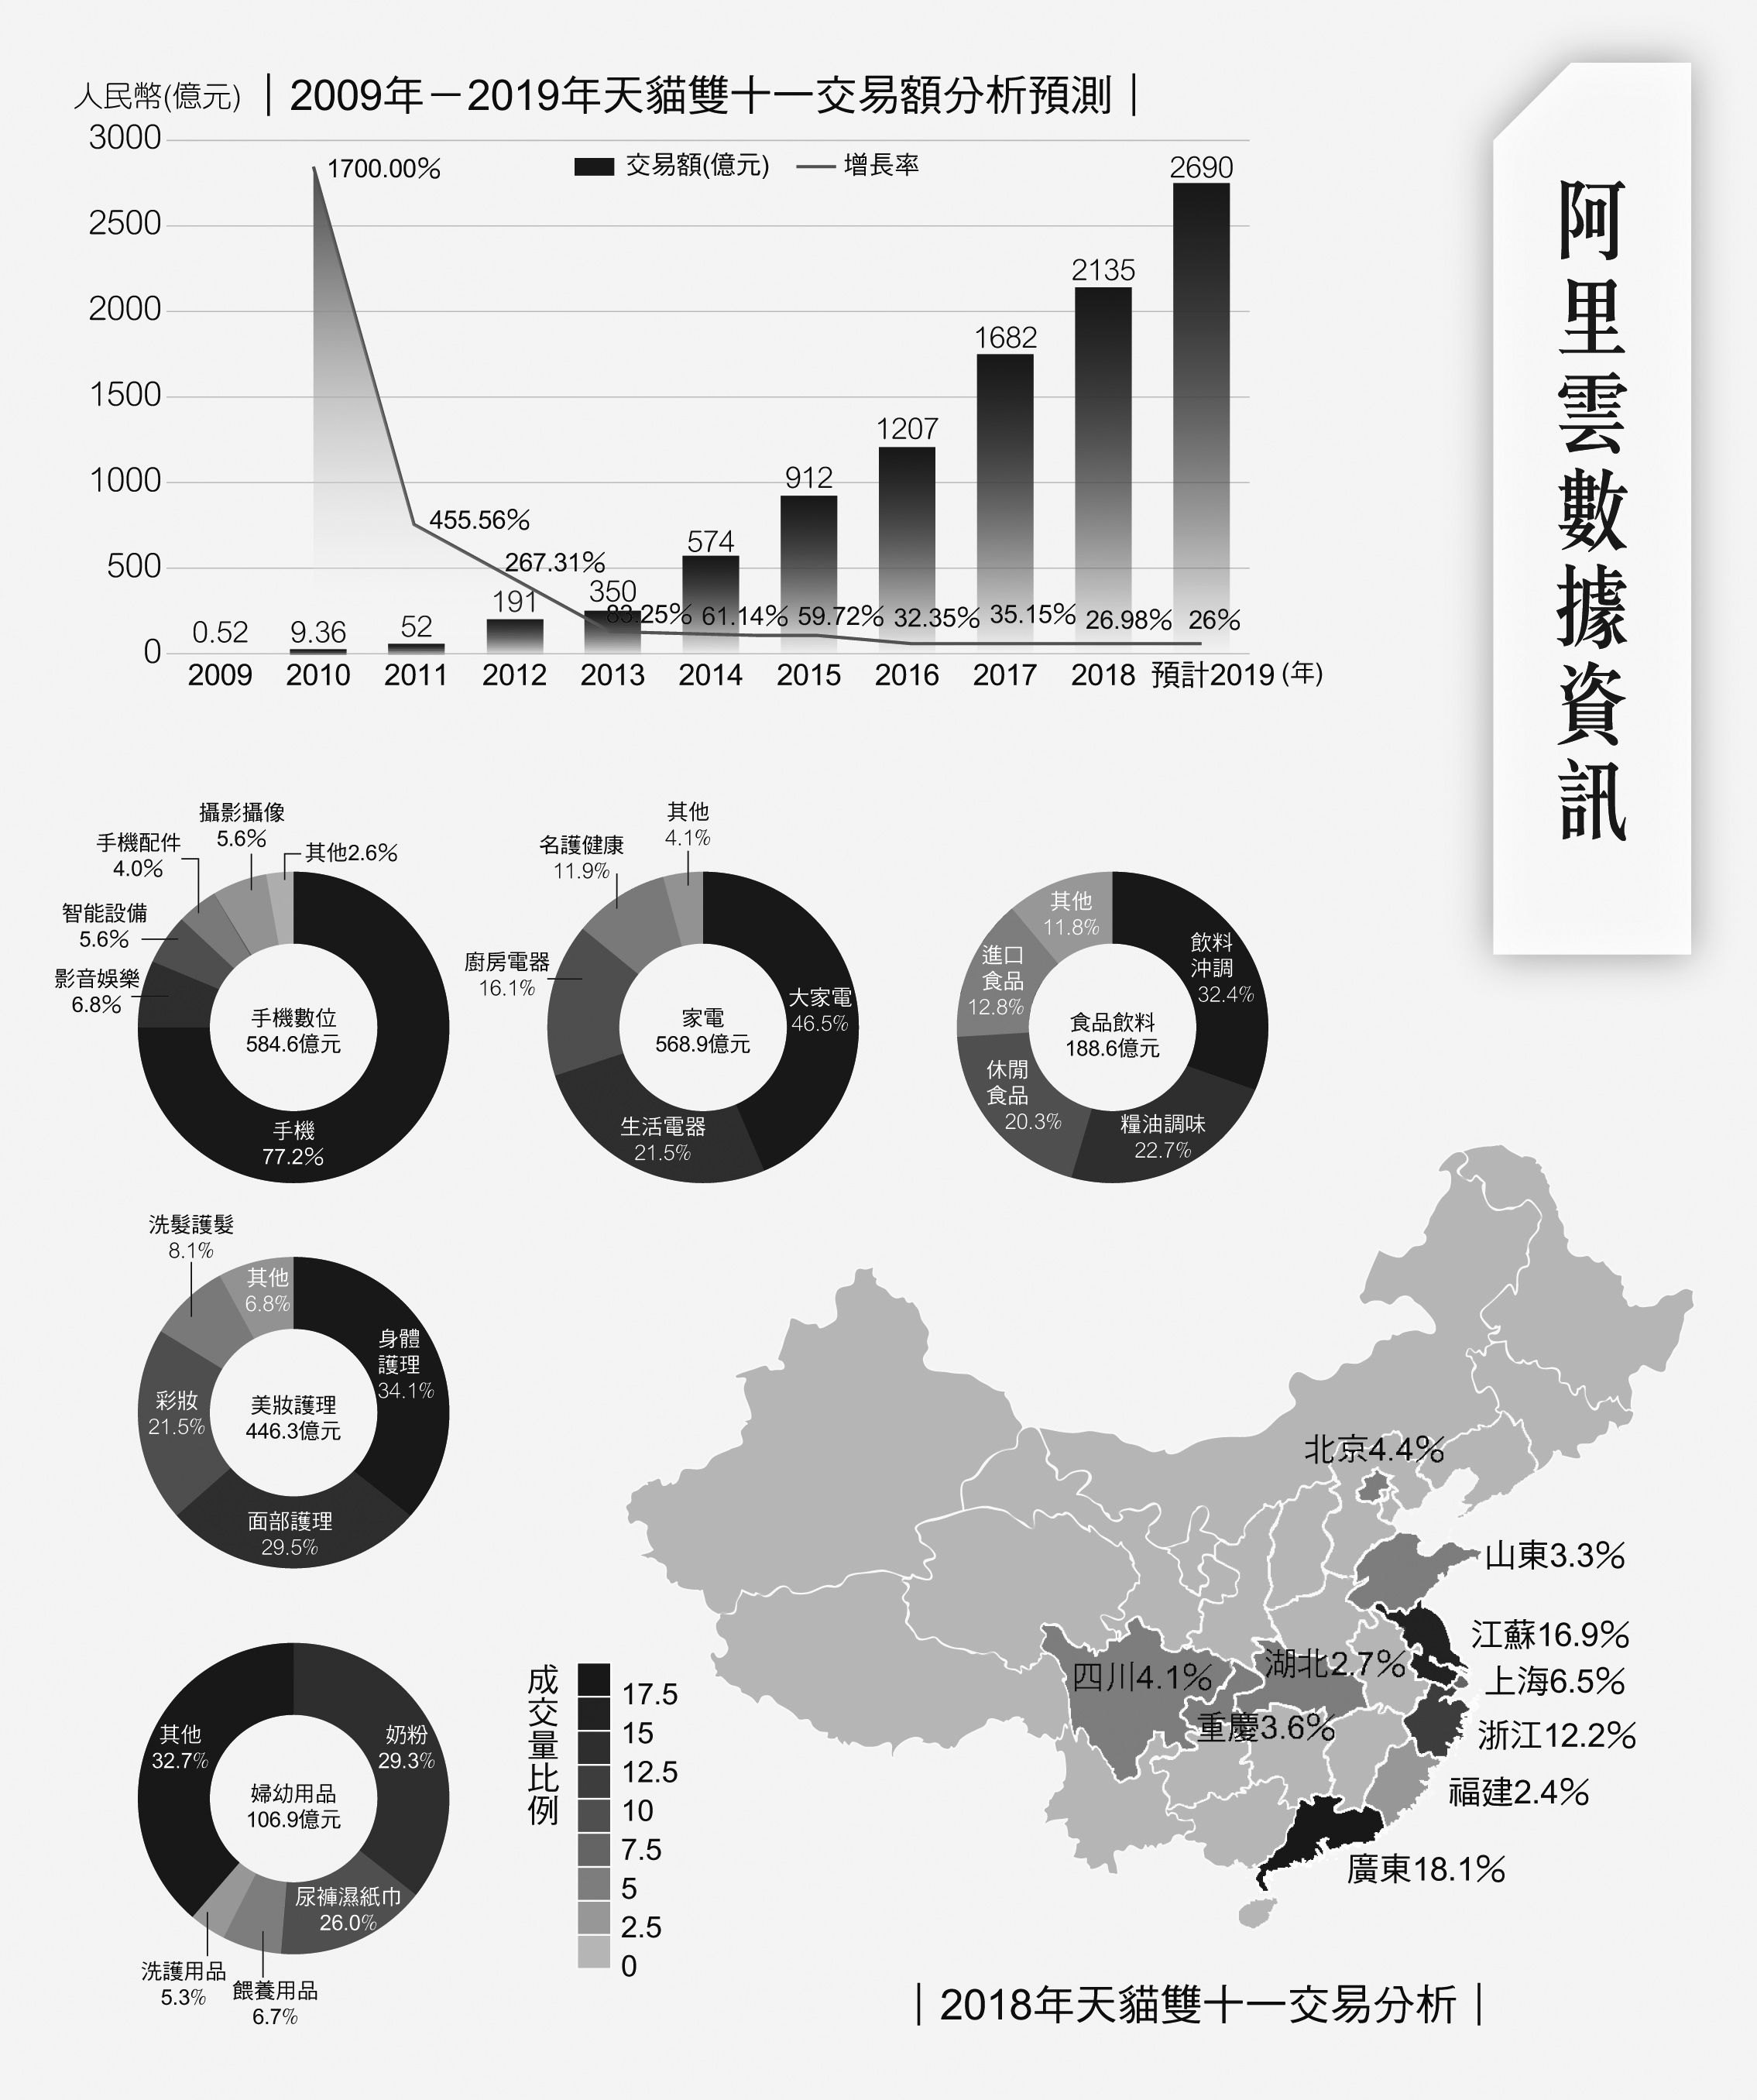 阿里雲數據資訊
人民幣(億元)
｜2009年－2019年天貓雙十一交易額分析預測｜
交易額(億元)
增長率
3000
2500
2000
1500
1000
500
0
1700.00%
455.56%
267.31%
83.25%
61.14%
59.72%
32.35%
35.15%
26.98%
26%
0.52
9.36
52
191
350
574
912
1207
1682
2135
2690
2009
2010
2011
2012
2013
2014
2015
2016
2017
2018
預計2019
(年)
手機數位
584.6億元
手機
77.2%
影音娛樂
6.8%
智能設備
5.6%
手機配件
4.0%
攝影攝像
5.6%
其他2.6%
家電
568.9億元
大家電
46.5%
生活電器
21.5%
廚房電器
16.1%
名護健康
11.9%
其他
4.1%
食品飲料
188.6億元
飲料
沖調
32.4%
糧油調味
22.7%
休閒
食品
20.3%
進口
食品
12.8%
其他
11.8%
美妝護理
446.3億元
身體
護理
34.1%
面部護理
29.5%
彩妝
21.5%
洗髮護髮
8.1%
其他
6.8%
婦幼用品
106.9億元
奶粉
29.3%
尿褲濕紙巾
26.0%
餵養用品
6.7%
洗護用品
5.3%
其他
32.7%
成交量比例
17.5
15
12.5
10
7.5
5
2.5
0
北京4.4%
山東3.3%
江蘇16.9%
上海6.5%
浙江12.2%
福建2.4%
廣東18.1%
湖北2.7%
四川4.1%
重慶3.6%
｜2018年天貓雙十一交易分析｜